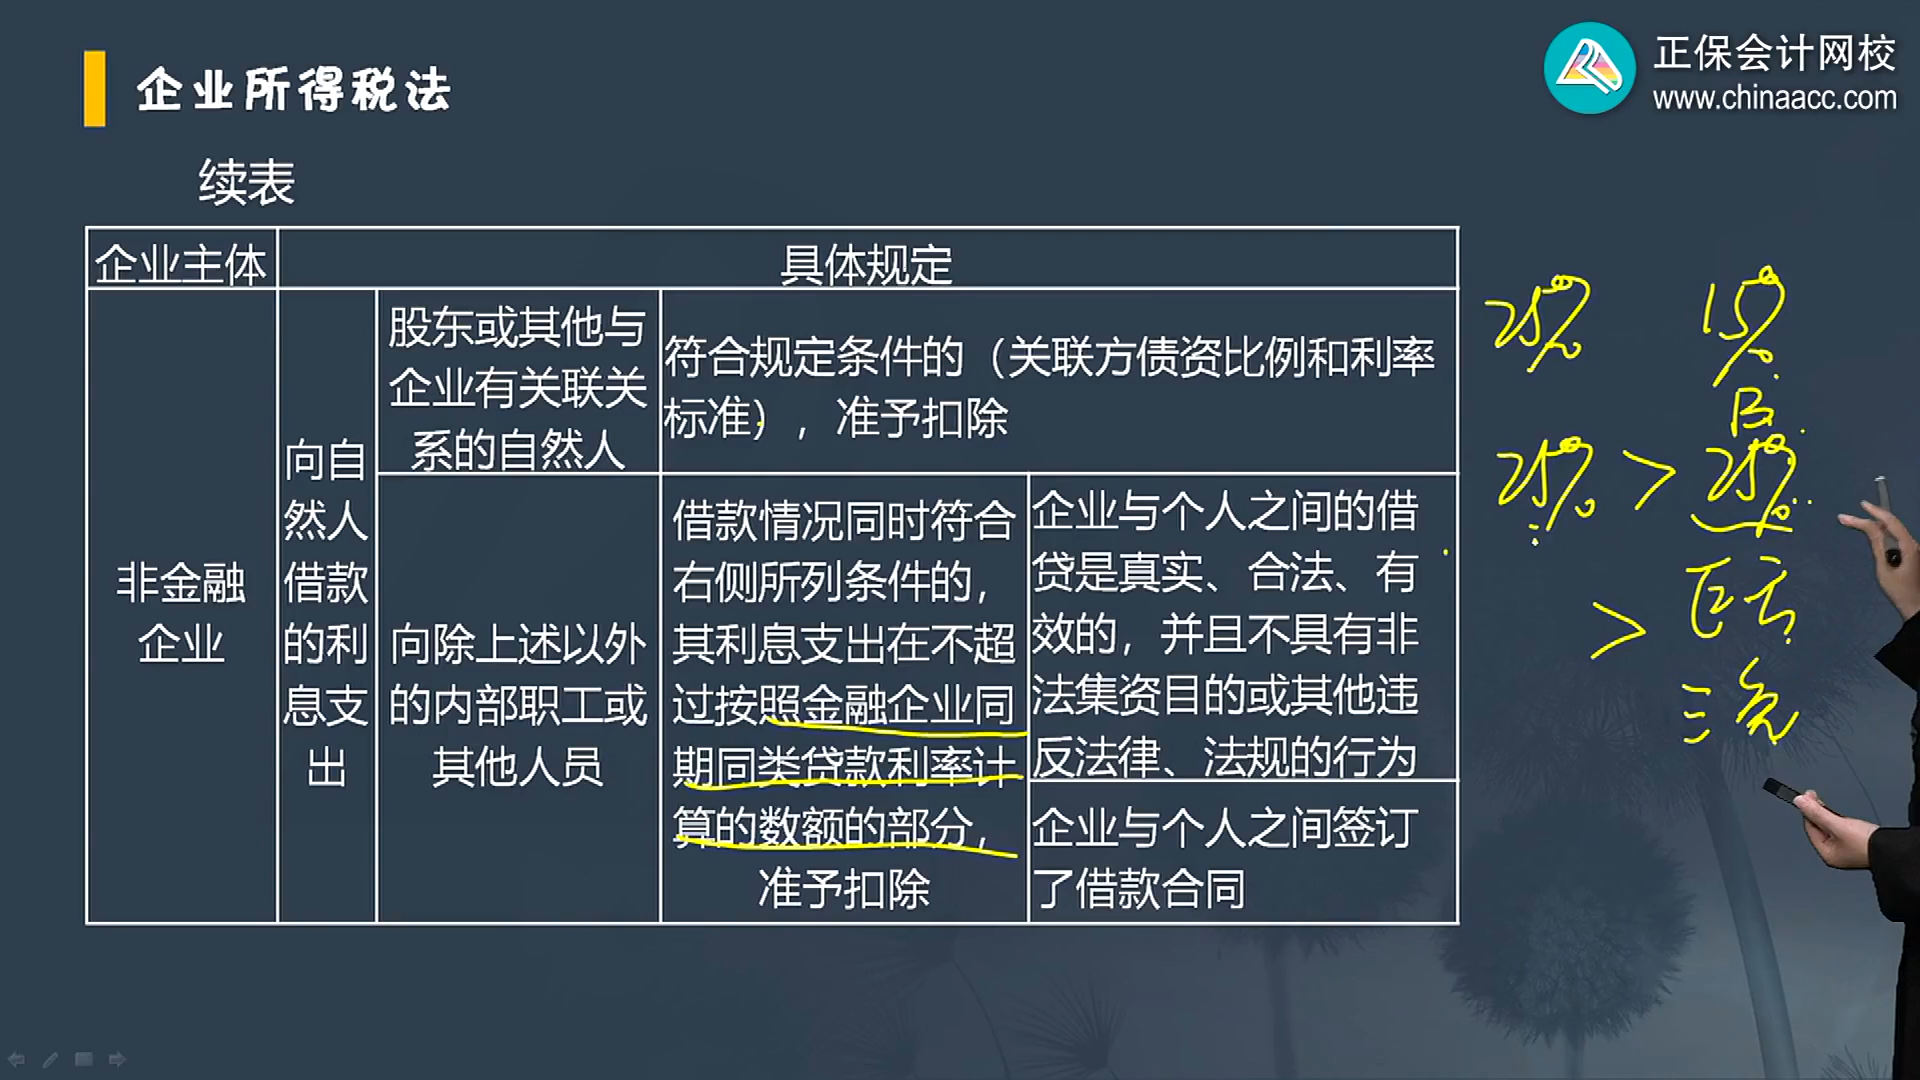 企业所得税法
正保会计网校
www.chinaacc.com
续表
企业主体
具体规定
非金融
企业
向自
然人
借款
的利
息支
出
股东或其他与
企业有关联关
系的自然人
符合规定条件的（关联方债资比例和利率
标准），准予扣除
向除上述以外
的内部职工或
其他人员
借款情况同时符合
右侧所列条件的，
其利息支出在不超
过按照金融企业同
期同类贷款利率计
算的数额的部分，
准予扣除
企业与个人之间的借
贷是真实、合法、有
效的，并且不具有非
法集资目的或其他违
反法律、法规的行为
企业与个人之间签订
了借款合同
25% 15%
B
25% > 25%
>
三免